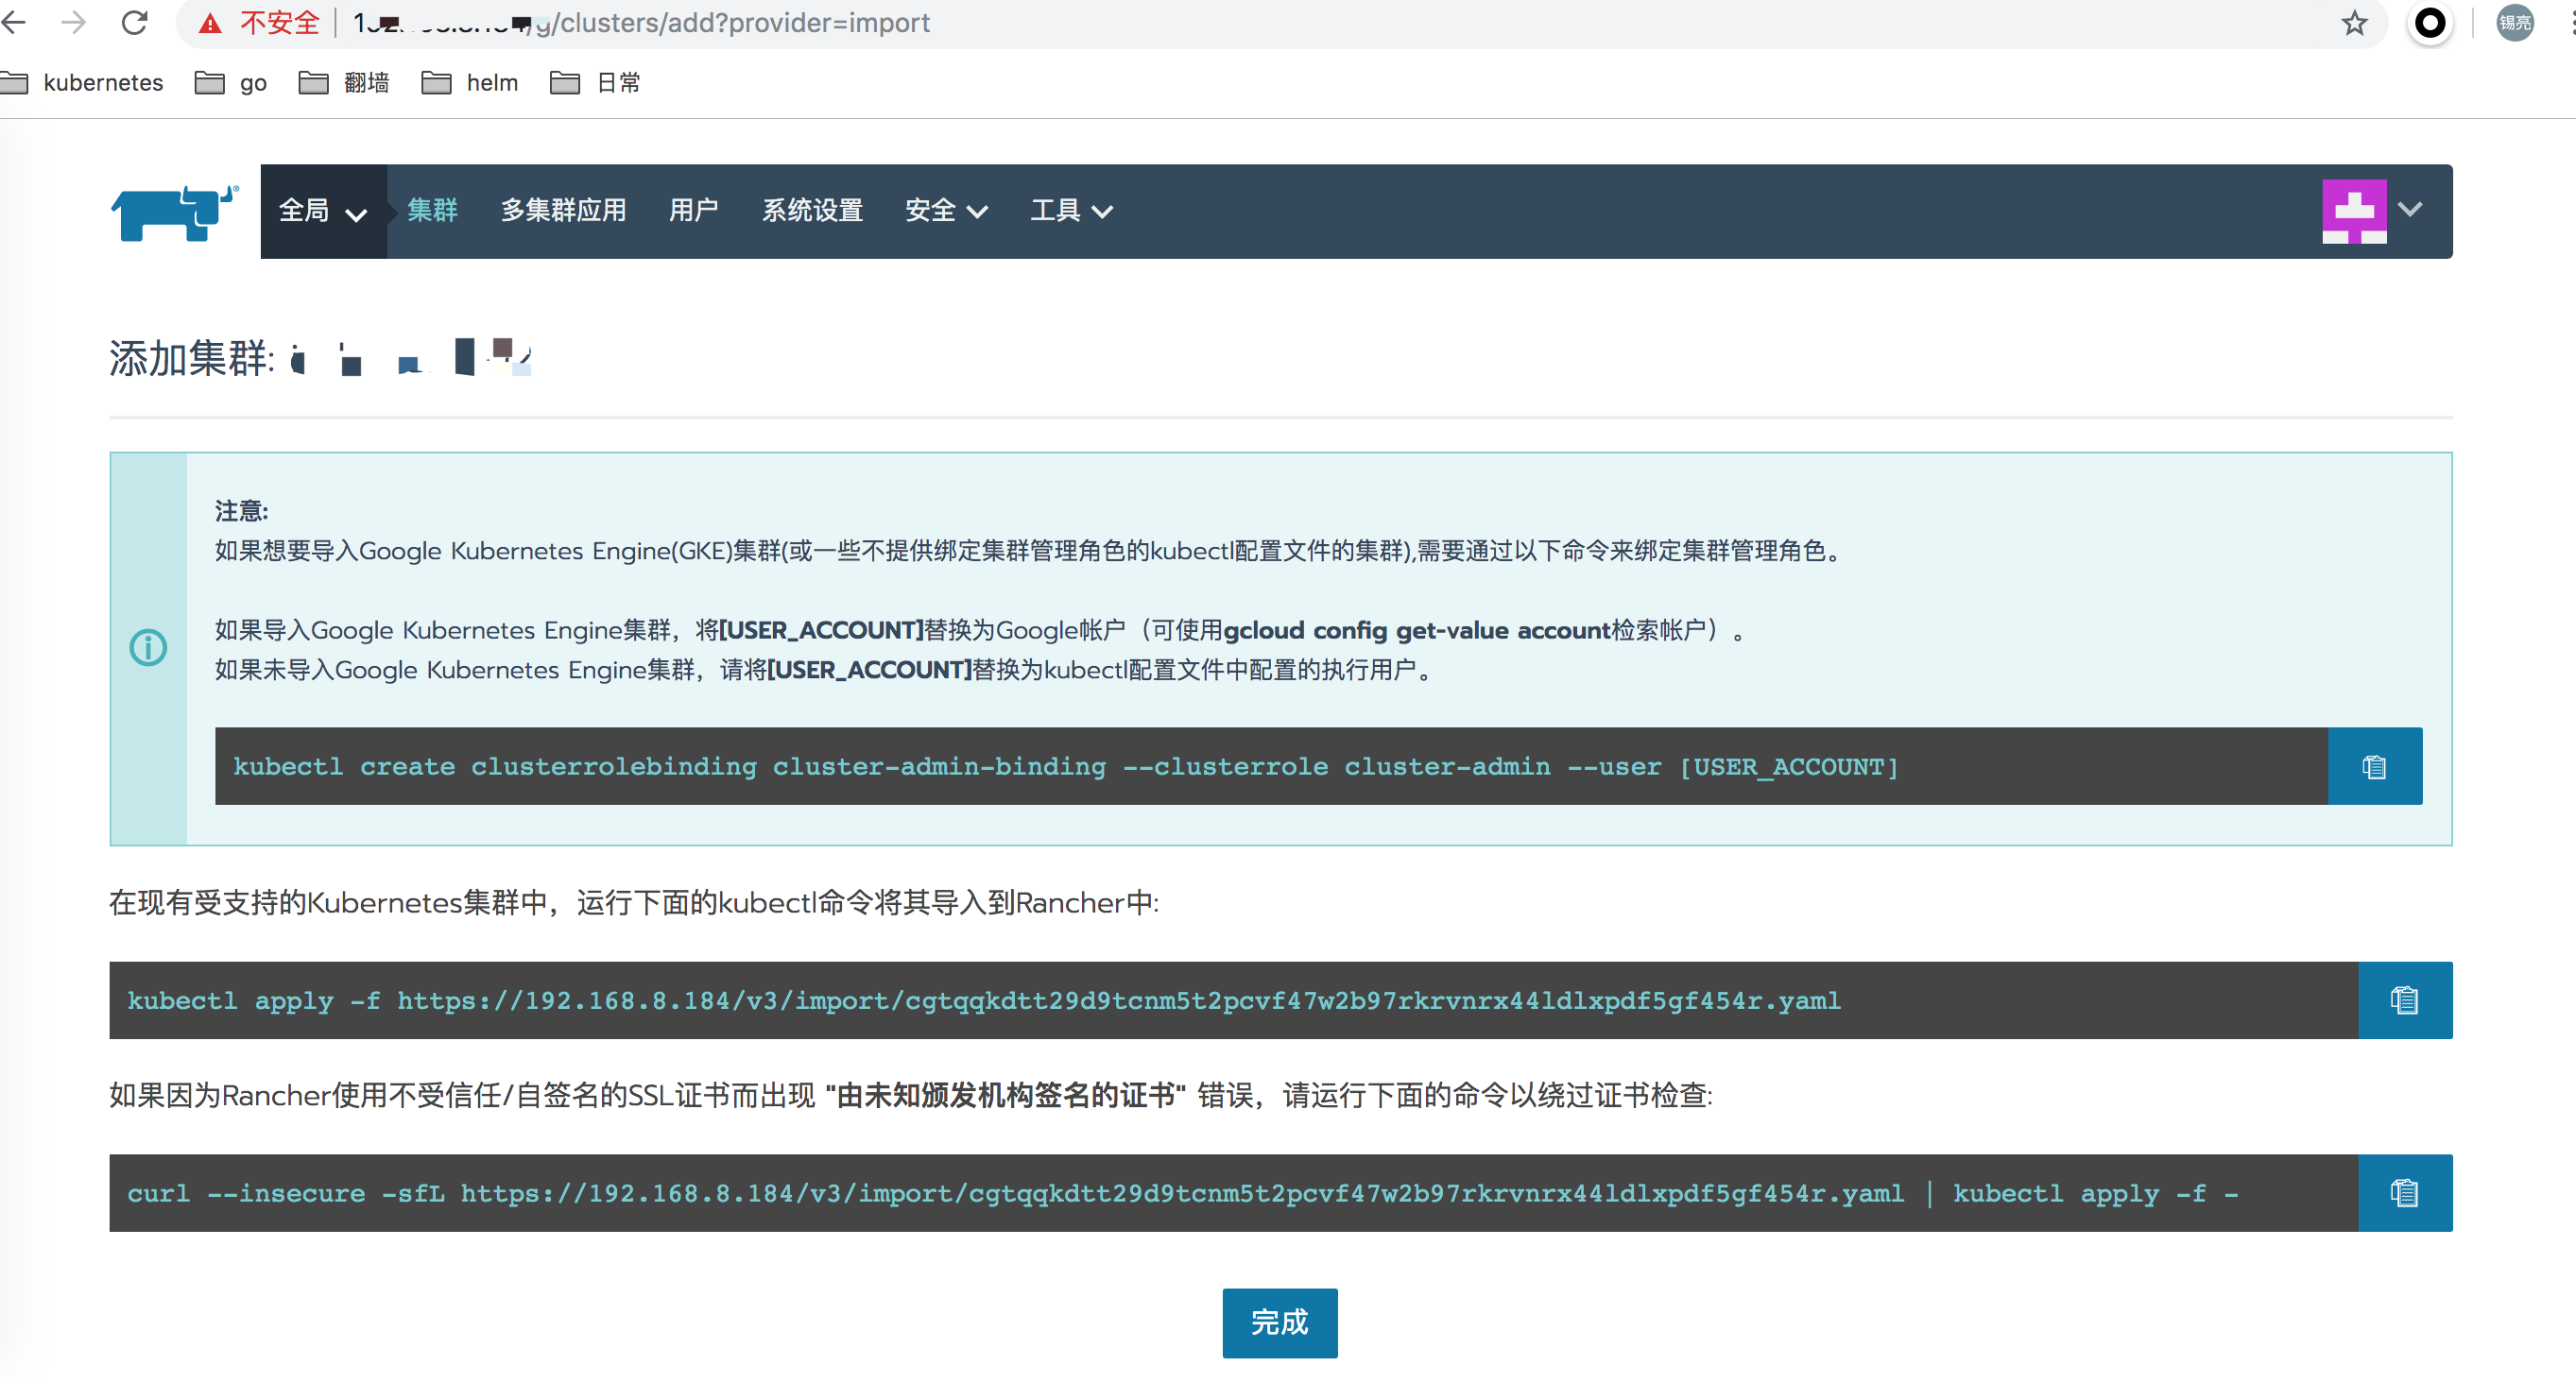 不安全
/clusters/add?provider=import
锡亮
kubernetes
go
翻墙
helm
日常
全局
集群
多集群应用
用户
系统设置
安全
工具
添加集群:
注意:
如果想要导入Google Kubernetes Engine(GKE)集群(或一些不提供绑定集群管理角色的kubectl配置文件的集群),需要通过以下命令来绑定集群管理角色。
如果导入Google Kubernetes Engine集群，将[USER_ACCOUNT]替换为Google帐户（可使用gcloud config get-value account检索帐户）。
如果未导入Google Kubernetes Engine集群，请将[USER_ACCOUNT]替换为kubectl配置文件中配置的执行用户。
kubectl create clusterrolebinding cluster-admin-binding --clusterrole cluster-admin --user [USER_ACCOUNT]
在现有受支持的Kubernetes集群中，运行下面的kubectl命令将其导入到Rancher中:
kubectl apply -f https://192.168.8.184/v3/import/cgtqqkdtt29d9tcnm5t2pcvf47w2b97rkrvnrx44ldlxpdf5gf454r.yaml
如果因为Rancher使用不受信任/自签名的SSL证书而出现 "由未知颁发机构签名的证书" 错误，请运行下面的命令以绕过证书检查:
curl --insecure -sfL https://192.168.8.184/v3/import/cgtqqkdtt29d9tcnm5t2pcvf47w2b97rkrvnrx44ldlxpdf5gf454r.yaml | kubectl apply -f -
完成